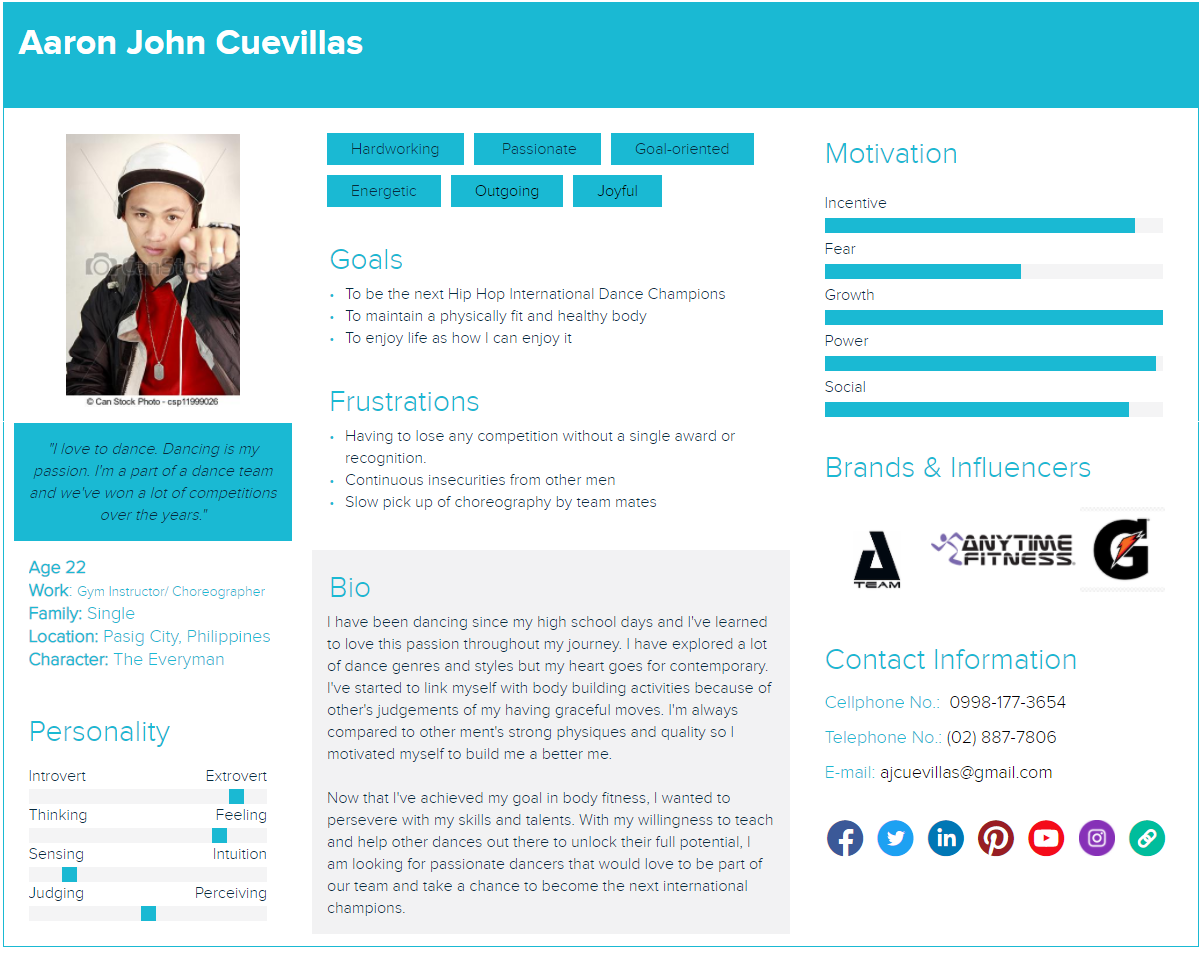 Aaron John Cuevillas
CanStock
© Can Stock Photo - csp11999026
"I love to dance. Dancing is my
passion. I'm a part of a dance team
and we've won a lot of competitions
over the years."
Age 22
Work: Gym Instructor/ Choreographer
Family: Single
Location: Pasig City, Philippines
Character: The Everyman
Personality
Introvert Extrovert
Thinking Feeling
Sensing Intuition
Judging Perceiving
Hardworking Passionate Goal-oriented
Energetic Outgoing Joyful
Goals
• To be the next Hip Hop International Dance Champions
• To maintain a physically fit and healthy body
• To enjoy life as how I can enjoy it
Frustrations
• Having to lose any competition without a single award or
recognition.
• Continuous insecurities from other men
• Slow pick up of choreography by team mates
Bio
I have been dancing since my high school days and I've learned
to love this passion throughout my journey. I have explored a lot
of dance genres and styles but my heart goes for contemporary.
I've started to link myself with body building activities because of
other's judgements of my having graceful moves. I'm always
compared to other ment's strong physiques and quality so I
motivated myself to build me a better me.
Now that I've achieved my goal in body fitness, I wanted to
persevere with my skills and talents. With my willingness to teach
and help other dances out there to unlock their full potential, I
am looking for passionate dancers that would love to be part of
our team and take a chance to become the next international
champions.
Motivation
Incentive
Fear
Growth
Power
Social
Brands & Influencers
A
TEAM
ANYTIME
FITNESS.
G
Contact Information
Cellphone No.: 0998-177-3654
Telephone No.: (02) 887-7806
E-mail: ajcuevillas@gmail.com